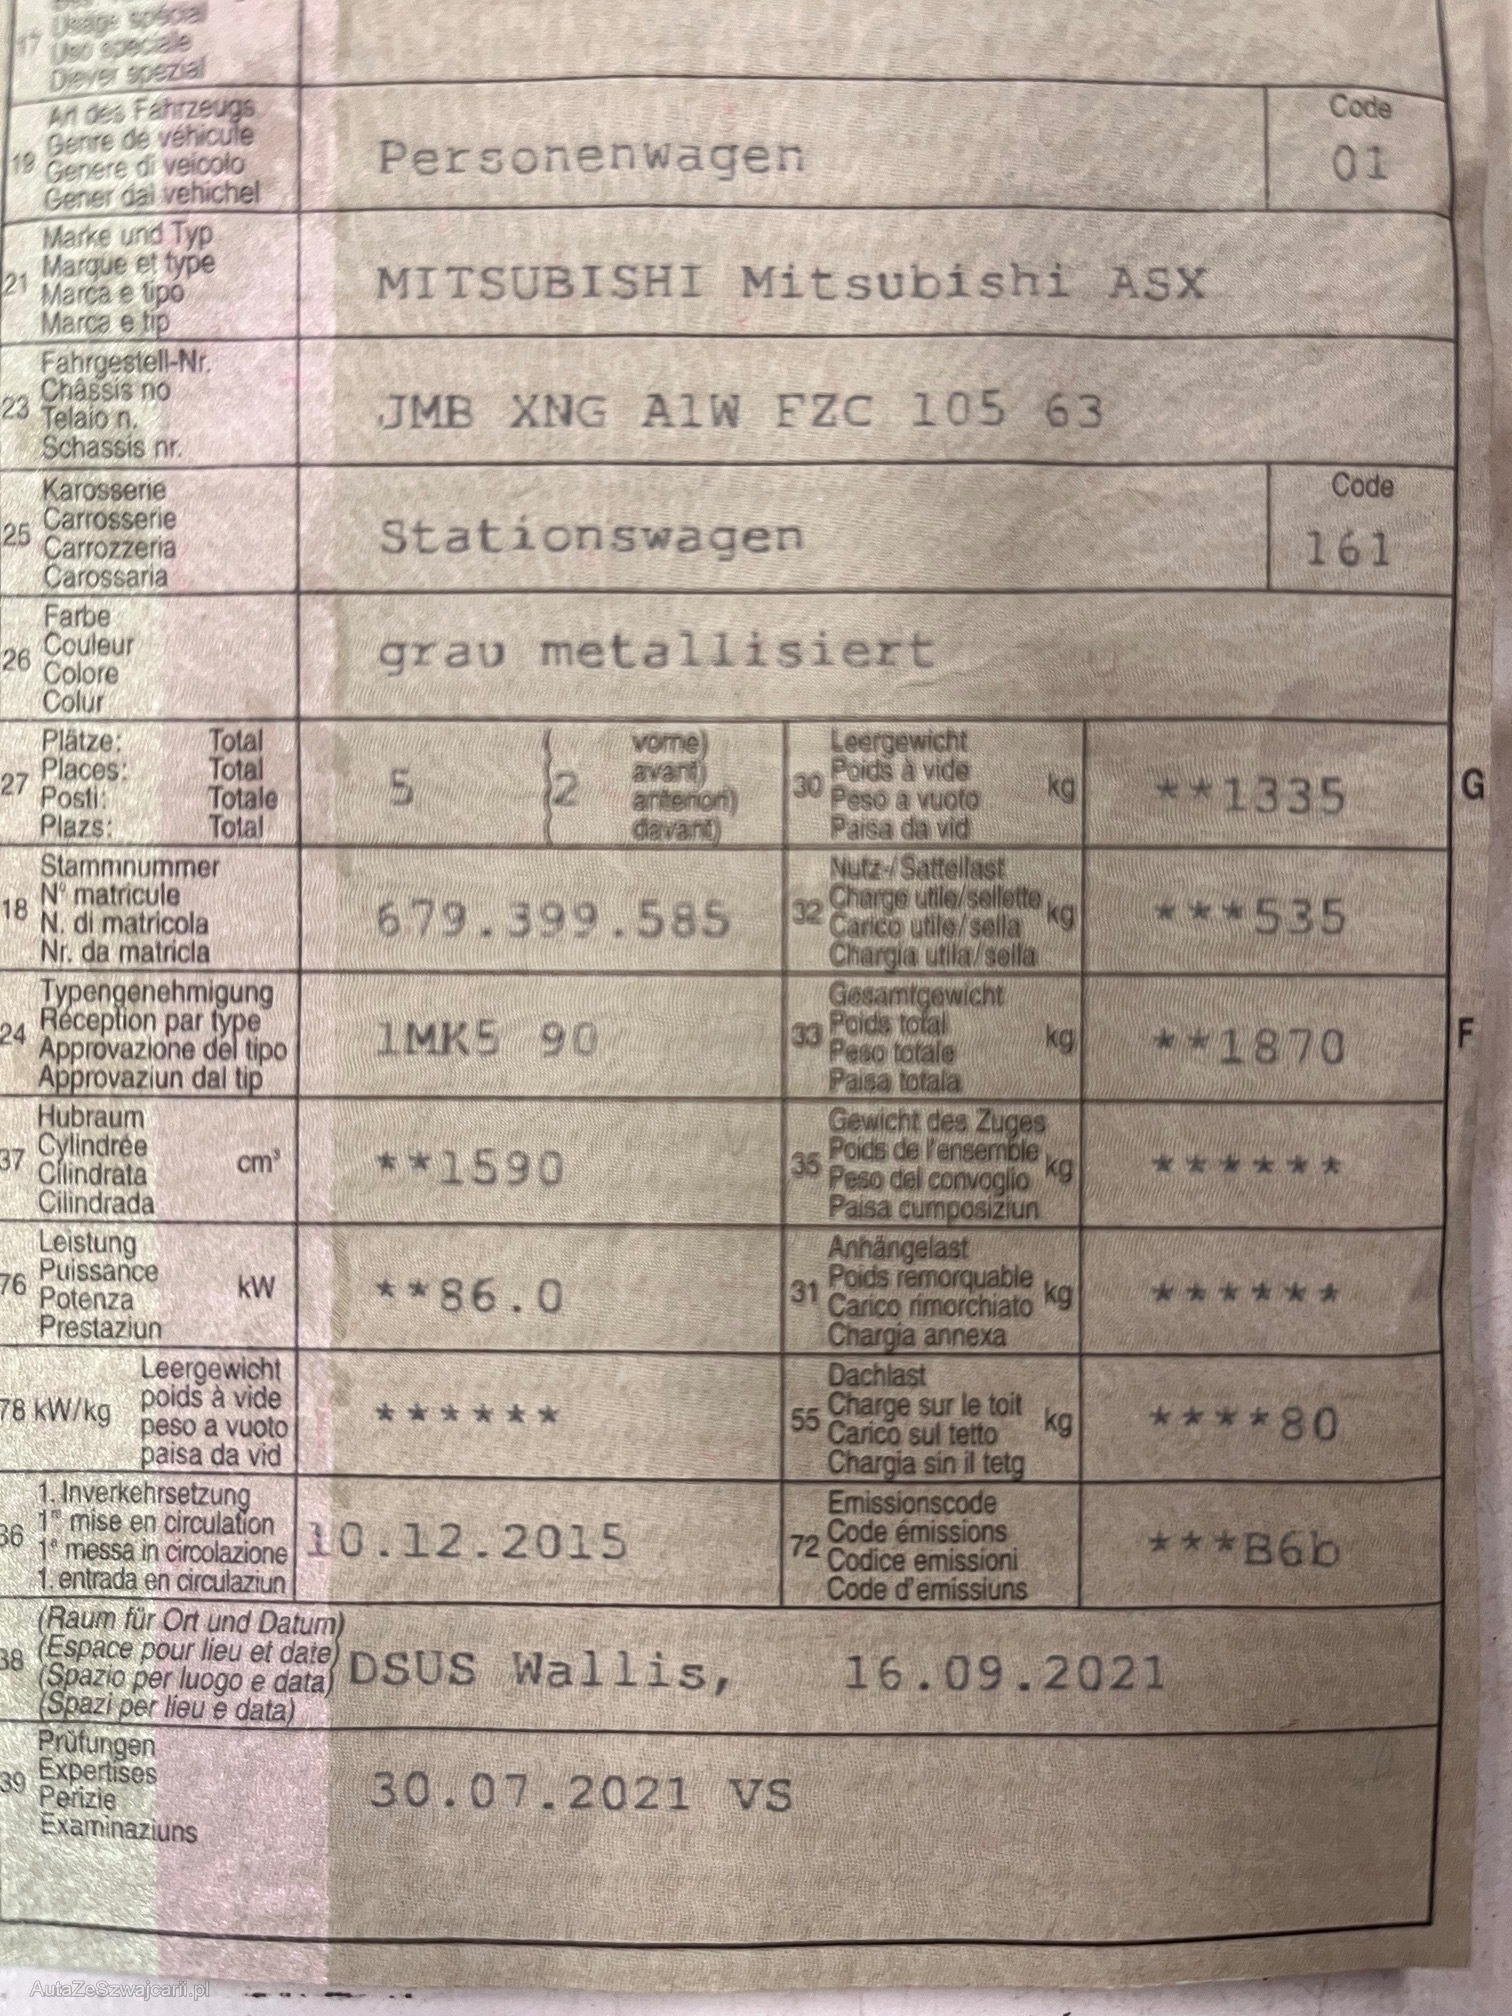 17
Usage spécial
Uso speciale
Diever spezial
19
Art des Fahrzeugs
Genre de véhicule
Genere di veicolo
Gener dal vehichel
Personenwagen
Code
01
21
Marke und Typ
Marque et type
Marca e tipo
Marca e tip
MITSUBISHI Mitsubishi ASX
23
Fahrgestell-Nr.
Châssis no
Telaio n.
Schassis nr.
JMB XNG A1W FZC 105 63
25
Karosserie
Carrosserie
Carrozzeria
Carossaria
Stationswagen
Code
161
26
Farbe
Couleur
Colore
Colur
grau metallisiert
27
Plätze: Total
Places: Total
Posti: Totale
Plazs: Total
5
2
vorne)
avant)
anteriori)
davant)
30
Leergewicht
Poids à vide
Peso a vuoto
Paisa da vid
kg
**1335
G
18
Stammnummer
N° matricule
N. di matricola
Nr. da matricla
679.399.585
32
Nutz-/Sattellast
Charge utile/sellette
Carico utile/sella
Chargia utila/sella
kg
***535
24
Typengenehmigung
Réception par type
Approvazione del tipo
Approvaziun dal tip
1MK5 90
33
Gesamtgewicht
Poids total
Peso totale
Paisa totala
kg
**1870
F
37
Hubraum
Cylindrée
Cilindrata
Cilindrada
cm³
**1590
35
Gewicht des Zuges
Poids de l'ensemble
Peso del convoglio
Paisa cumposiziun
kg
******
76
Leistung
Puissance
Potenza
Prestaziun
kW
**86.0
31
Anhängelast
Poids remorquable
Carico rimorchiato
Chargia annexa
kg
******
78 kW/kg
Leergewicht
poids à vide
peso a vuoto
paisa da vid
******
55
Dachlast
Charge sur le toit
Carico sul tetto
Chargia sin il tetg
kg
****80
36
1. Inverkehrsetzung
1re mise en circulation
1a messa in circolazione
1. entrada en circulaziun
10.12.2015
72
Emissionscode
Code émissions
Codice emissioni
Code d'emissiuns
***B6b
38
(Raum für Ort und Datum)
(Espace pour lieu et date)
(Spazio per luogo e data)
(Spazi per lieu e data)
DSUS Wallis, 16.09.2021
39
Prüfungen
Expertises
Perizie
Examinaziuns
30.07.2021 VS
AutaZeSzwajcarii.pl